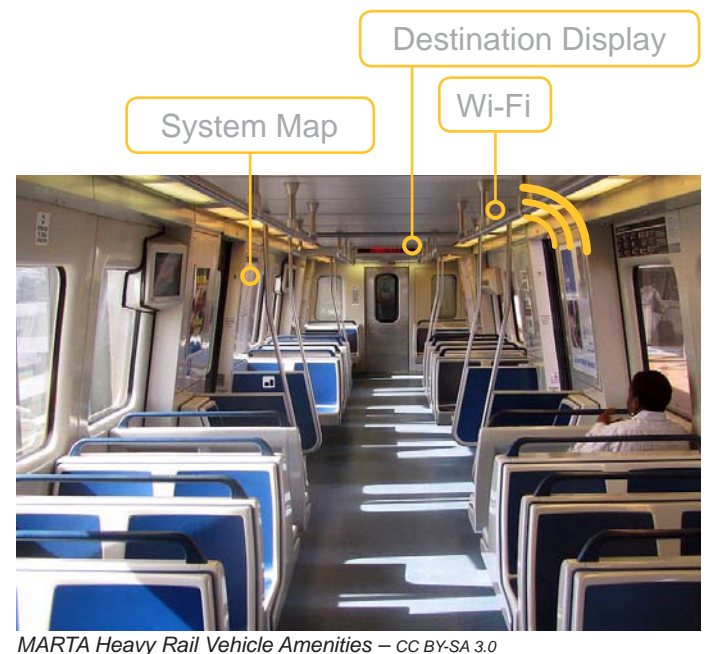 Destination Display
Wi-Fi
System Map
MARTA Heavy Rail Vehicle Amenities – CC BY-SA 3.0